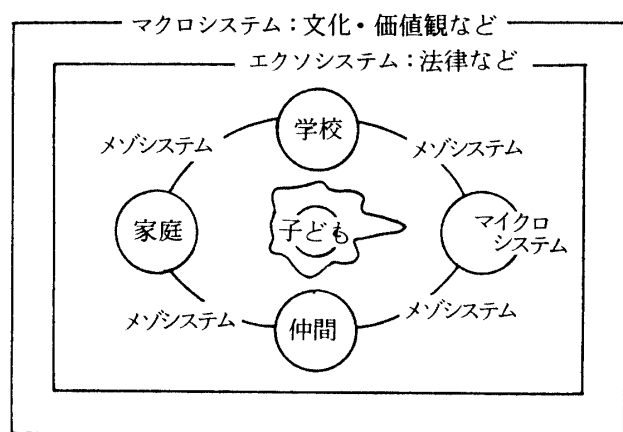 マクロシステム：文化・価値観など
エクソシステム：法律など
学校
メゾシステム
メゾシステム
家庭
子ども
マイクロ
システム
メゾシステム
仲間
メゾシステム